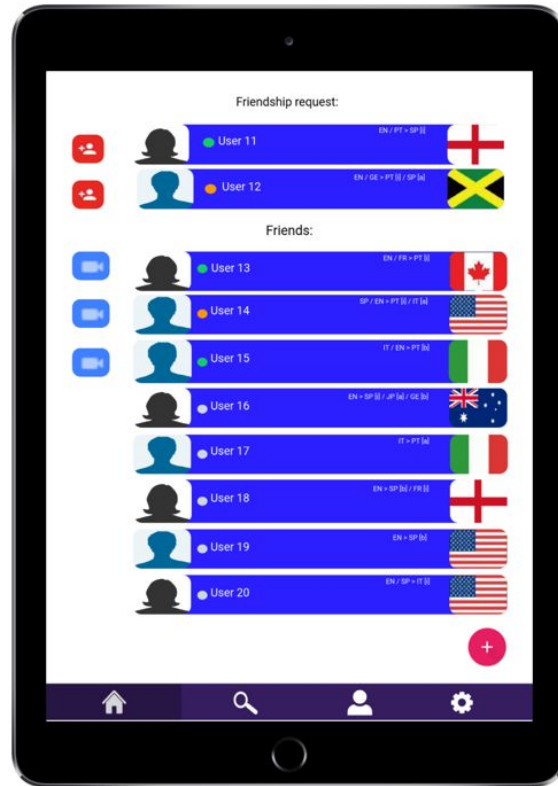 Friendship request:
EN / PT > SP [i]
User 11
EN / GE > PT [i] / SP [a]
User 12
Friends:
EN / FR > PT [i]
User 13
SP / EN > PT [i] / IT [a]
User 14
IT / EN > PT [b]
User 15
EN > SP [i] / JP [a] / GE [b]
User 16
IT > PT [a]
User 17
EN > SP [b] / FR [i]
User 18
EN > SP [b]
User 19
EN / SP > IT [i]
User 20
+